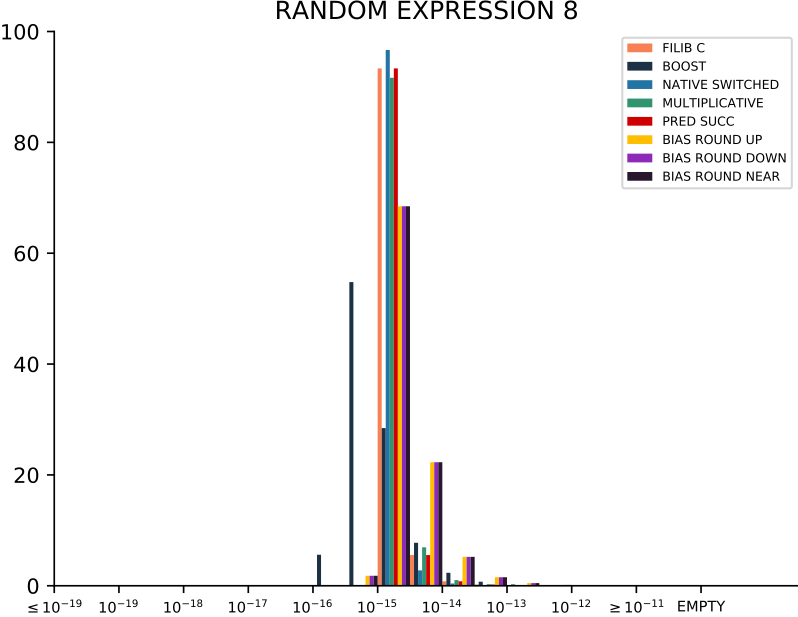 RANDOM EXPRESSION 8
100
80
60
40
20
0
FILIB C
BOOST
NATIVE SWITCHED
MULTIPLICATIVE
PRED SUCC
BIAS ROUND UP
BIAS ROUND DOWN
BIAS ROUND NEAR
≤ 10⁻¹⁹ 10⁻¹⁹ 10⁻¹⁸ 10⁻¹⁷ 10⁻¹⁶ 10⁻¹⁵ 10⁻¹⁴ 10⁻¹³ 10⁻¹² ≥ 10⁻¹¹ EMPTY